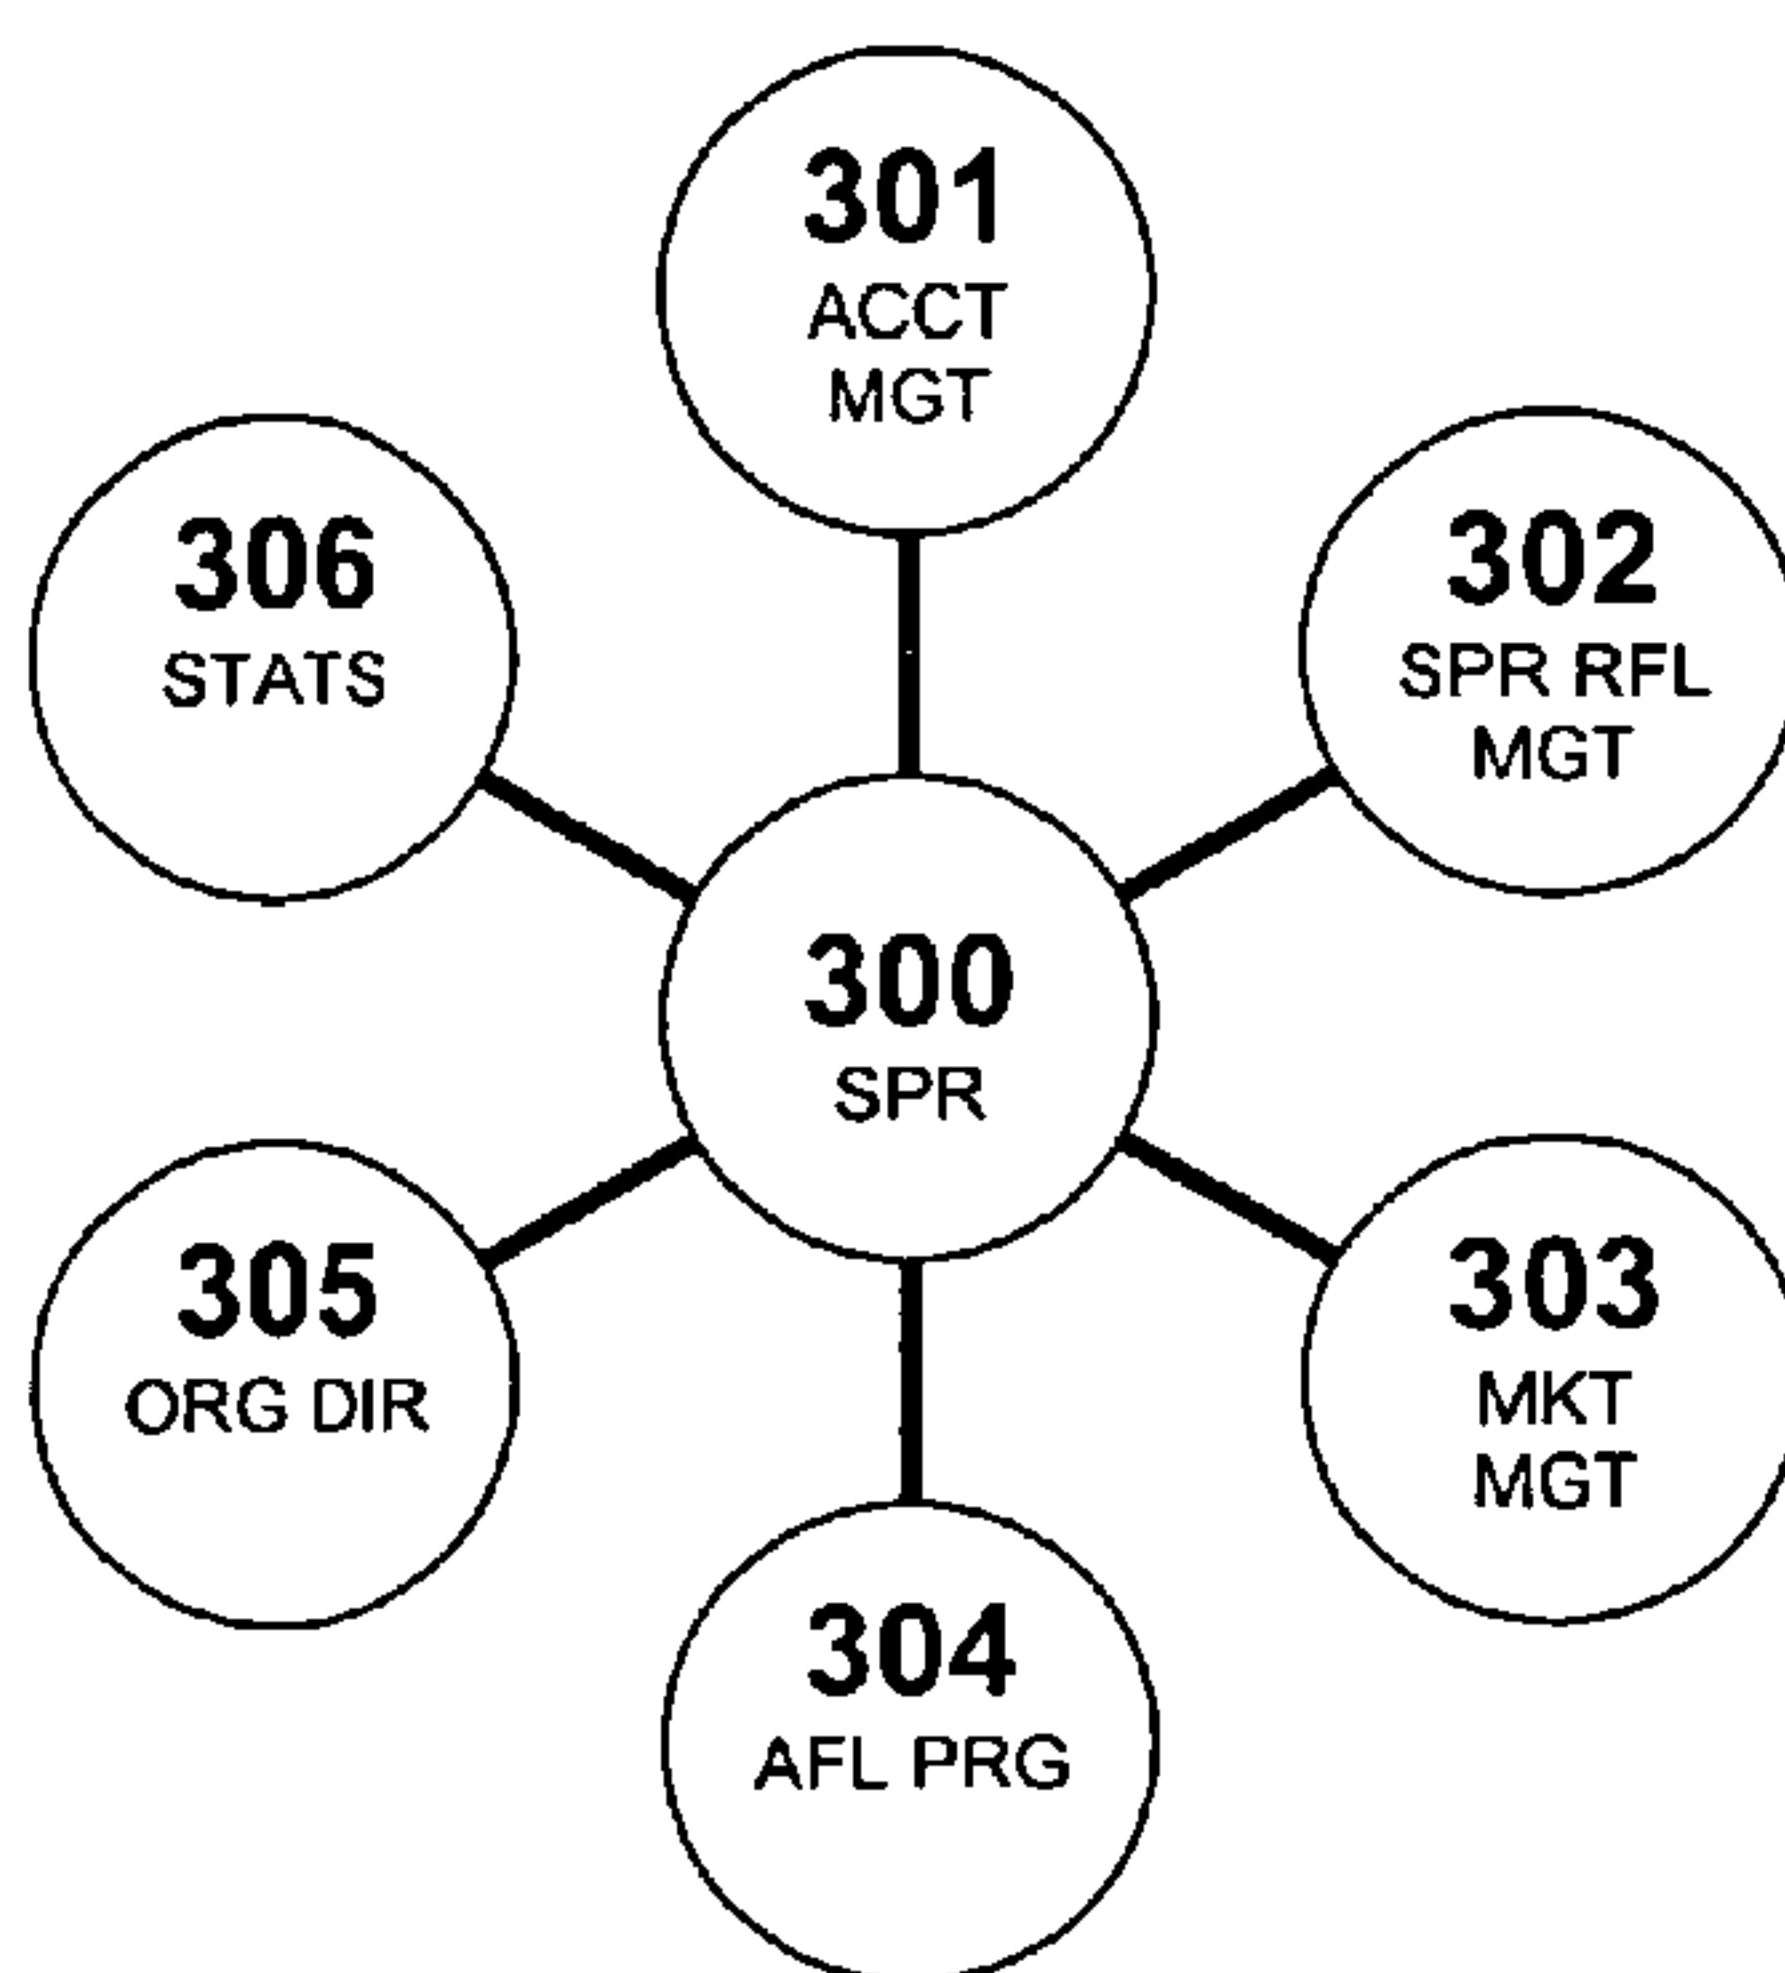 301
ACCT
MGT
306
STATS
302
SPR RFL
MGT
300
SPR
305
ORG DIR
303
MKT
MGT
304
AFL PRG